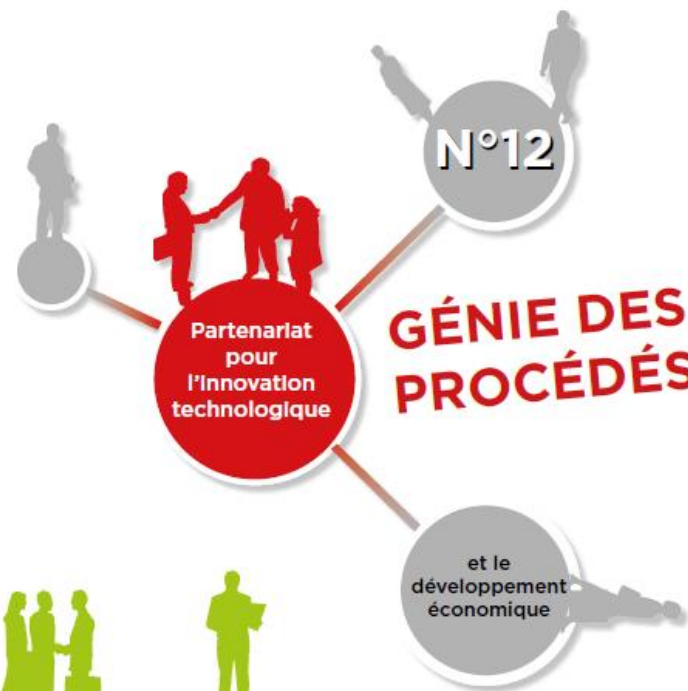 N°12
GÉNIE DES
PROCÉDÉS
Partenariat
pour
l'innovation
technologique
et le
développement
économique